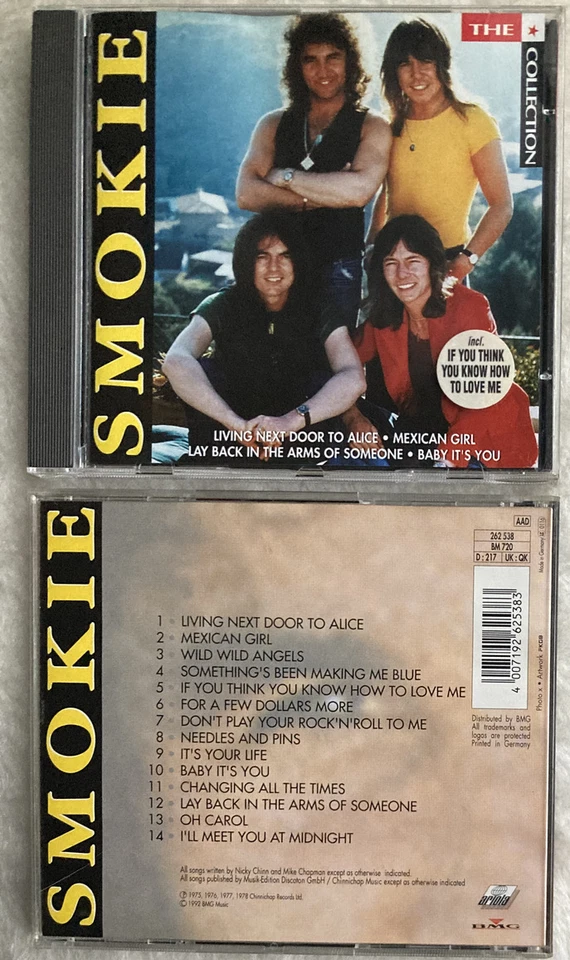 SMOKIE
THE
COLLECTION
incl.
IF YOU THINK
YOU KNOW HOW
TO LOVE ME
LIVING NEXT DOOR TO ALICE • MEXICAN GIRL
LAY BACK IN THE ARMS OF SOMEONE • BABY IT'S YOU
SMOKIE
AAD
262 538
BM 720
D : 217 UK : QK
Made in Germany
4 007192 625383
Photo x • Artwork
1 LIVING NEXT DOOR TO ALICE
2 MEXICAN GIRL
3 WILD WILD ANGELS
4 SOMETHING'S BEEN MAKING ME BLUE
5 IF YOU THINK YOU KNOW HOW TO LOVE ME
6 FOR A FEW DOLLARS MORE
7 DON'T PLAY YOUR ROCK'N'ROLL TO ME
8 NEEDLES AND PINS
9 IT'S YOUR LIFE
10 BABY IT'S YOU
11 CHANGING ALL THE TIMES
12 LAY BACK IN THE ARMS OF SOMEONE
13 OH CAROL
14 I'LL MEET YOU AT MIDNIGHT
Distributed by BMG
All trademarks and
logos are protected
Printed in Germany
All songs written by Nicky Chinn and Mike Chapman except as otherwise indicated.
All songs published by Musik-Edition Discoton GmbH / Chinnichap Music except as otherwise indicated
℗ 1975, 1976, 1977, 1978 Chinnichap Records Ltd.
© 1992 BMG Music
ariola
BMG